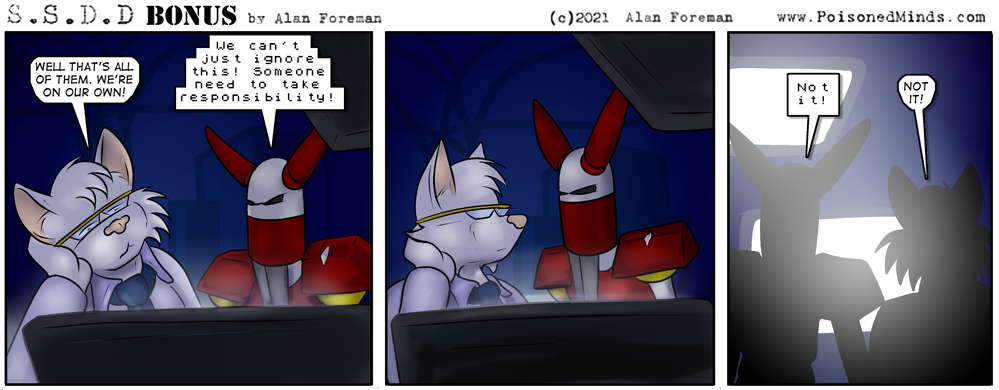 S.S.D.D BONUS by Alan Foreman (c)2021 Alan Foreman www.PoisonedMinds.com
WELL THAT'S ALL
OF THEM. WE'RE
ON OUR OWN!
We can't
just ignore
this! Someone
need to take
responsibility!
Not
it!
NOT
IT!